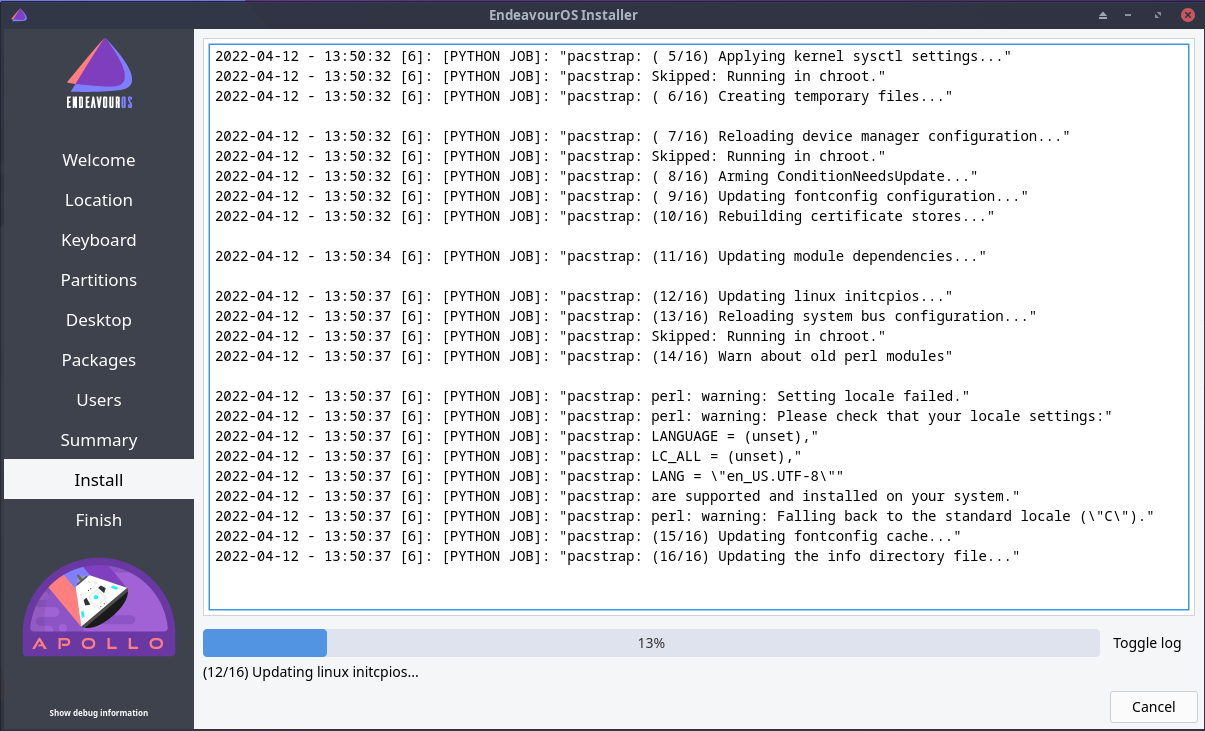 EndeavourOS Installer
ENDEAVOUROS
Welcome
Location
Keyboard
Partitions
Desktop
Packages
Users
Summary
Install
Finish
APOLLO
Show debug information
2022-04-12 - 13:50:32 [6]: [PYTHON JOB]: "pacstrap: ( 5/16) Applying kernel sysctl settings..."
2022-04-12 - 13:50:32 [6]: [PYTHON JOB]: "pacstrap: Skipped: Running in chroot."
2022-04-12 - 13:50:32 [6]: [PYTHON JOB]: "pacstrap: ( 6/16) Creating temporary files..."
2022-04-12 - 13:50:32 [6]: [PYTHON JOB]: "pacstrap: ( 7/16) Reloading device manager configuration..."
2022-04-12 - 13:50:32 [6]: [PYTHON JOB]: "pacstrap: Skipped: Running in chroot."
2022-04-12 - 13:50:32 [6]: [PYTHON JOB]: "pacstrap: ( 8/16) Arming ConditionNeedsUpdate..."
2022-04-12 - 13:50:32 [6]: [PYTHON JOB]: "pacstrap: ( 9/16) Updating fontconfig configuration..."
2022-04-12 - 13:50:32 [6]: [PYTHON JOB]: "pacstrap: (10/16) Rebuilding certificate stores..."
2022-04-12 - 13:50:34 [6]: [PYTHON JOB]: "pacstrap: (11/16) Updating module dependencies..."
2022-04-12 - 13:50:37 [6]: [PYTHON JOB]: "pacstrap: (12/16) Updating linux initcpios..."
2022-04-12 - 13:50:37 [6]: [PYTHON JOB]: "pacstrap: (13/16) Reloading system bus configuration..."
2022-04-12 - 13:50:37 [6]: [PYTHON JOB]: "pacstrap: Skipped: Running in chroot."
2022-04-12 - 13:50:37 [6]: [PYTHON JOB]: "pacstrap: (14/16) Warn about old perl modules"
2022-04-12 - 13:50:37 [6]: [PYTHON JOB]: "pacstrap: perl: warning: Setting locale failed."
2022-04-12 - 13:50:37 [6]: [PYTHON JOB]: "pacstrap: perl: warning: Please check that your locale settings:"
2022-04-12 - 13:50:37 [6]: [PYTHON JOB]: "pacstrap: LANGUAGE = (unset),"
2022-04-12 - 13:50:37 [6]: [PYTHON JOB]: "pacstrap: LC_ALL = (unset),"
2022-04-12 - 13:50:37 [6]: [PYTHON JOB]: "pacstrap: LANG = \"en_US.UTF-8\""
2022-04-12 - 13:50:37 [6]: [PYTHON JOB]: "pacstrap: are supported and installed on your system."
2022-04-12 - 13:50:37 [6]: [PYTHON JOB]: "pacstrap: perl: warning: Falling back to the standard locale (\"C\")."
2022-04-12 - 13:50:37 [6]: [PYTHON JOB]: "pacstrap: (15/16) Updating fontconfig cache..."
2022-04-12 - 13:50:37 [6]: [PYTHON JOB]: "pacstrap: (16/16) Updating the info directory file..."
13%
Toggle log
(12/16) Updating linux initcpios...
Cancel